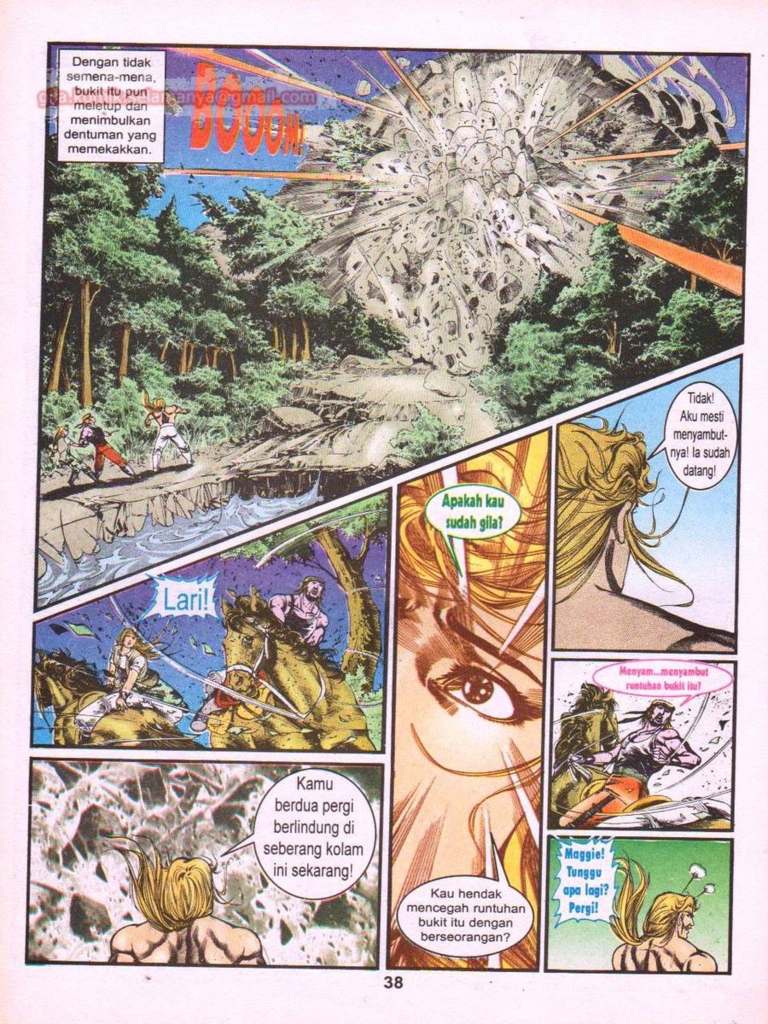 Dengan tidak
semena-mena,
bukit itu pun
meletup dan
menimbulkan
dentuman yang
memekakkan.
BOOOM!
Tidak!
Aku mesti
menyambut-
nya! Ia sudah
datang!
Apakah kau
sudah gila?
Lari!
Menyam...menyambut
runtuhan bukit itu?
Kamu
berdua pergi
berlindung di
seberang kolam
ini sekarang!
Kau hendak
mencegah runtuhan
bukit itu dengan
berseorangan?
Maggie!
Tunggu
apa lagi?
Pergi!
38